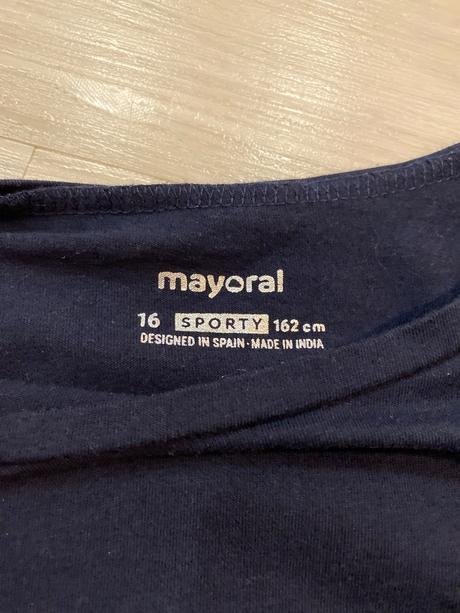 mayoral
16 SPORTY 162 cm
DESIGNED IN SPAIN · MADE IN INDIA